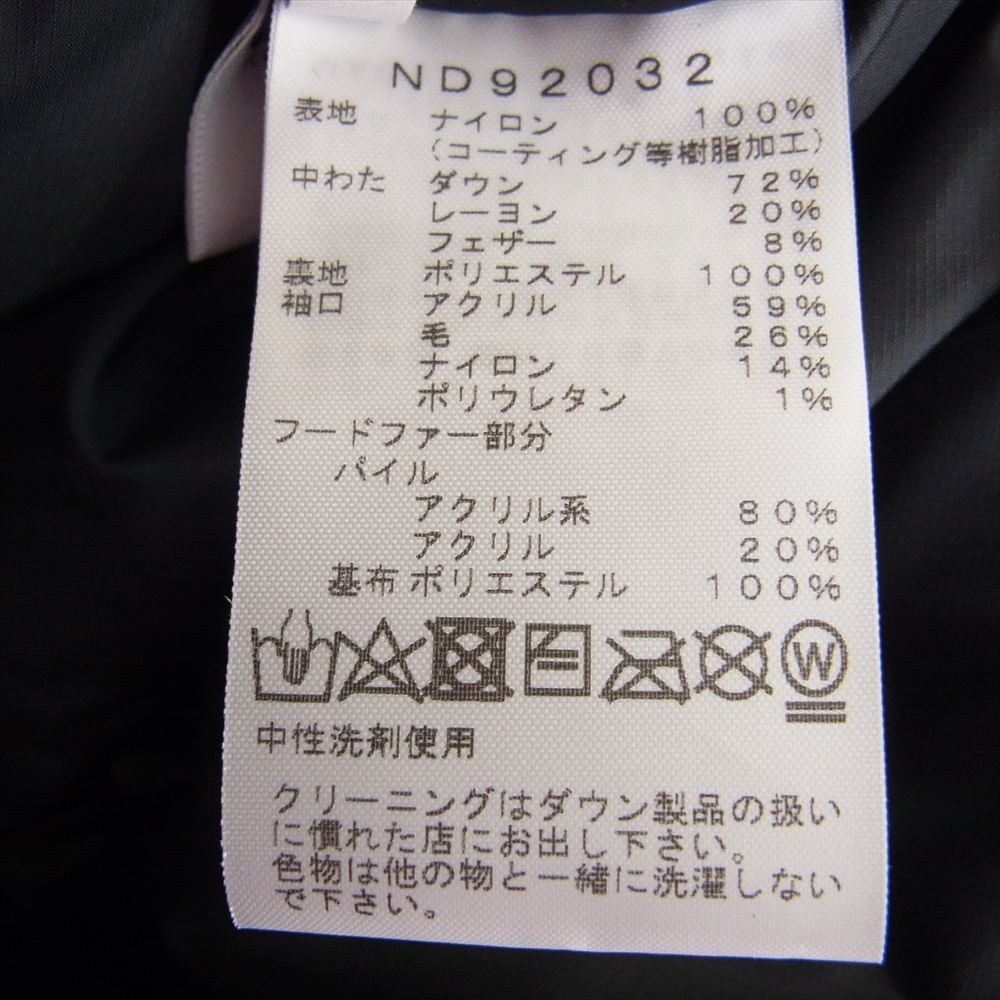 ND92032
表地 ナイロン 100%
(コーティング等樹脂加工)
中わた ダウン 72%
レーヨン 20%
フェザー 8%
裏地 ポリエステル 100%
袖口 アクリル 59%
毛 26%
ナイロン 14%
ポリウレタン 1%
フードファー部分
パイル
アクリル系 80%
アクリル 20%
基布 ポリエステル 100%
W
中性洗剤使用
クリーニングはダウン製品の扱い
に慣れた店にお出し下さい。
色物は他の物と一緒に洗濯しない
で下さい。